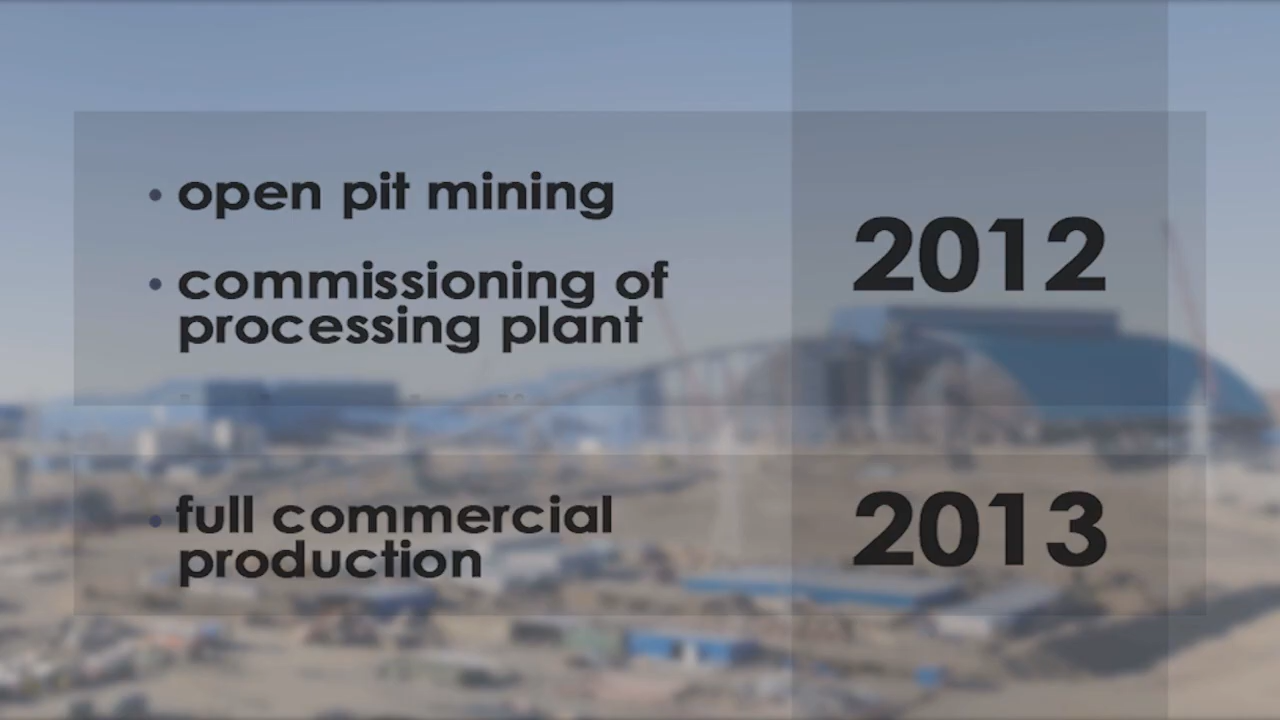 • open pit mining
2012
• commissioning of
processing plant
• full commercial
production
2013